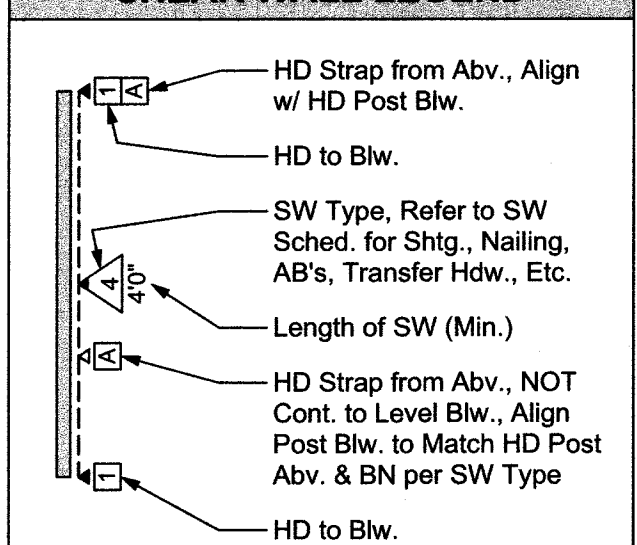 HD Strap from Abv., Align
w/ HD Post Blw.
HD to Blw.
SW Type, Refer to SW
Sched. for Shtg., Nailing,
AB's, Transfer Hdw., Etc.
Length of SW (Min.)
HD Strap from Abv., NOT
Cont. to Level Blw., Align
Post Blw. to Match HD Post
Abv. & BN per SW Type
HD to Blw.
1 A
4
4'0"
A
1